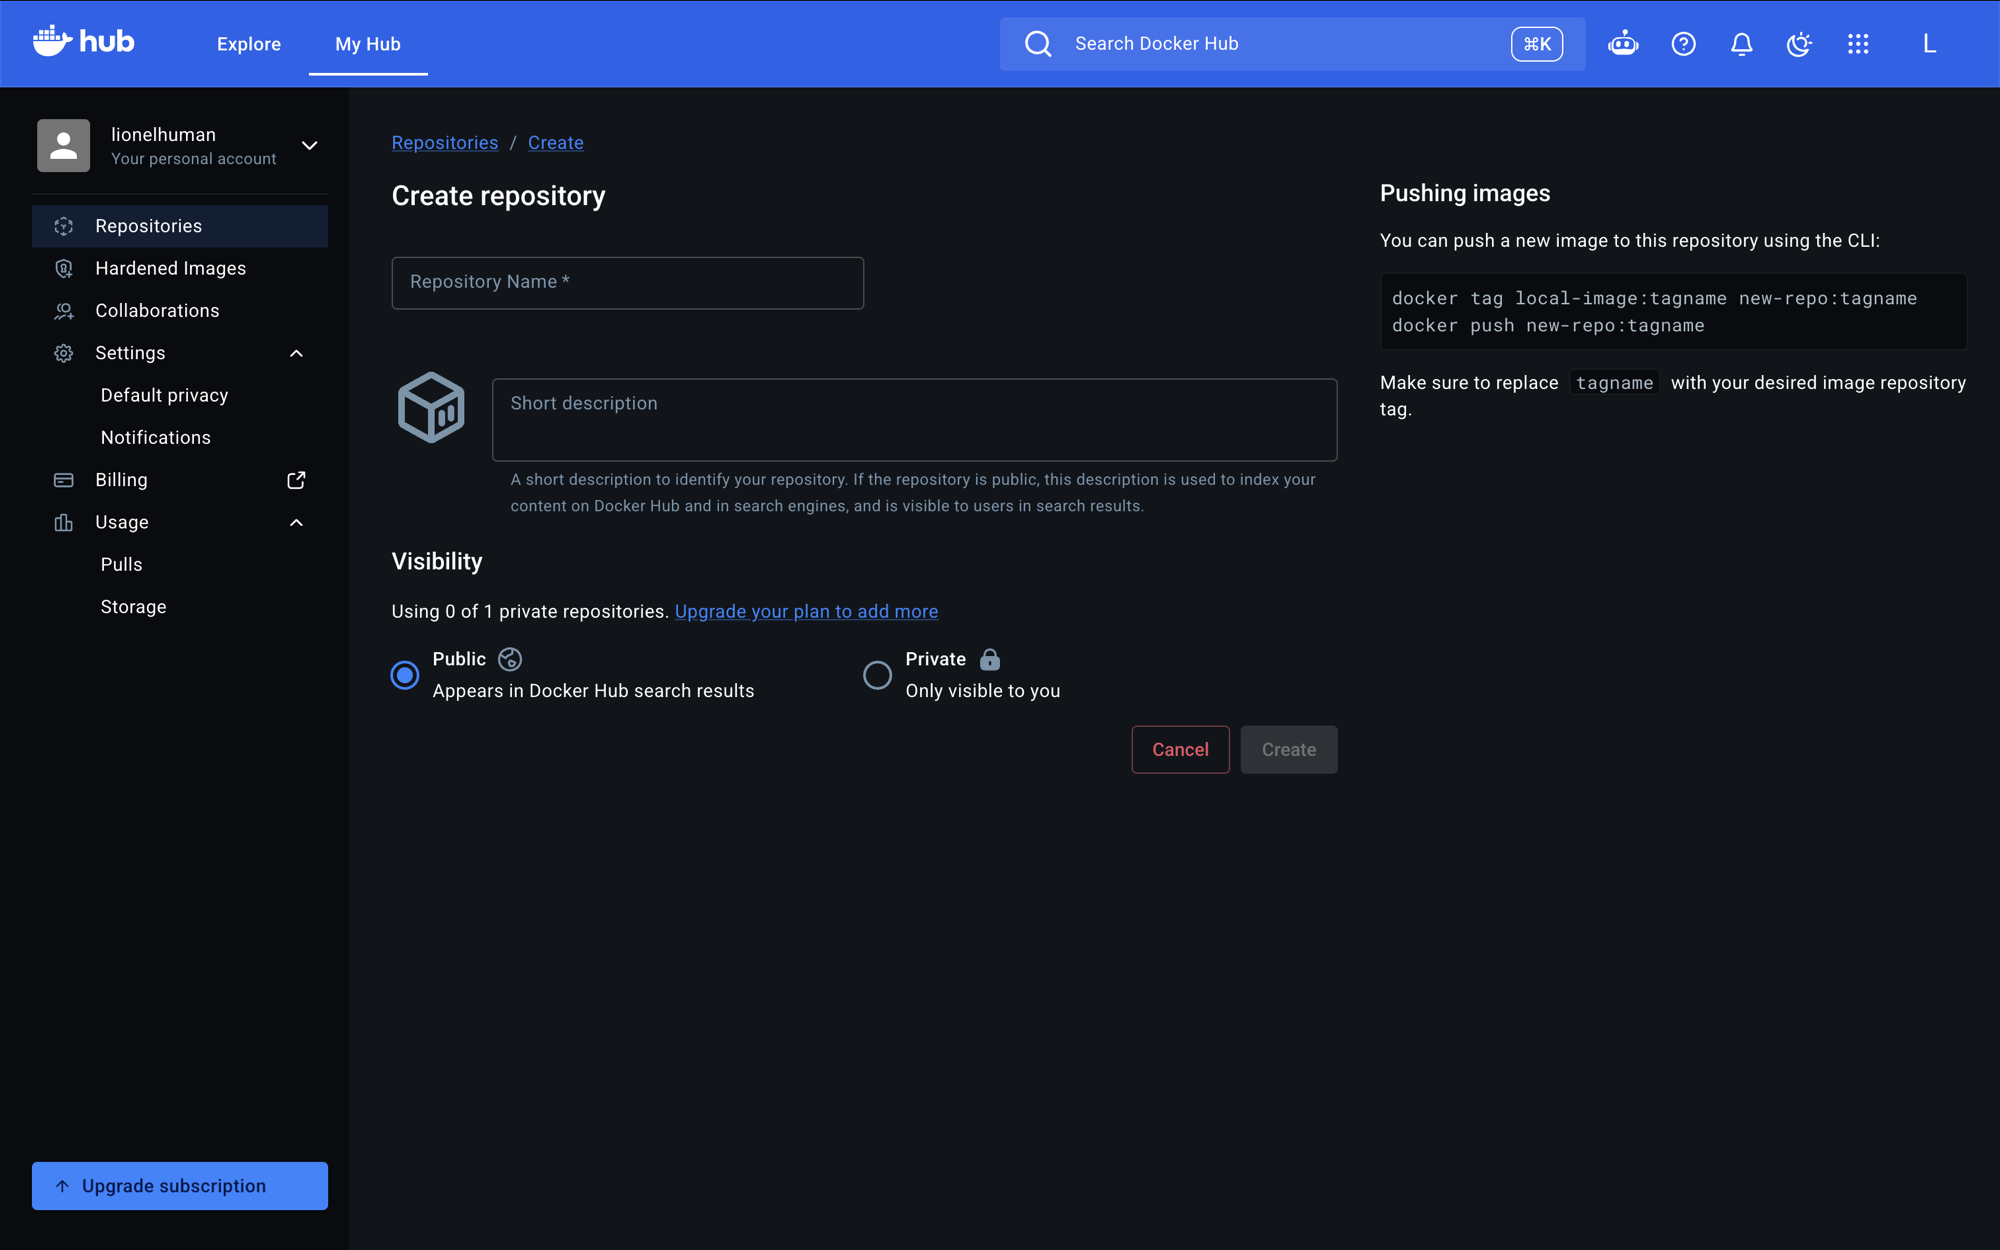 hub
Explore
My Hub
Search Docker Hub
⌘K
L
lionelhuman
Your personal account
Repositories
Hardened Images
Collaborations
Settings
Default privacy
Notifications
Billing
Usage
Pulls
Storage
Upgrade subscription
Repositories / Create
Create repository
Repository Name *
Short description
A short description to identify your repository. If the repository is public, this description is used to index your
content on Docker Hub and in search engines, and is visible to users in search results.
Visibility
Using 0 of 1 private repositories. Upgrade your plan to add more
Public
Appears in Docker Hub search results
Private
Only visible to you
Cancel
Create
Pushing images
You can push a new image to this repository using the CLI:
docker tag local-image:tagname new-repo:tagname
docker push new-repo:tagname
Make sure to replace tagname with your desired image repository
tag.